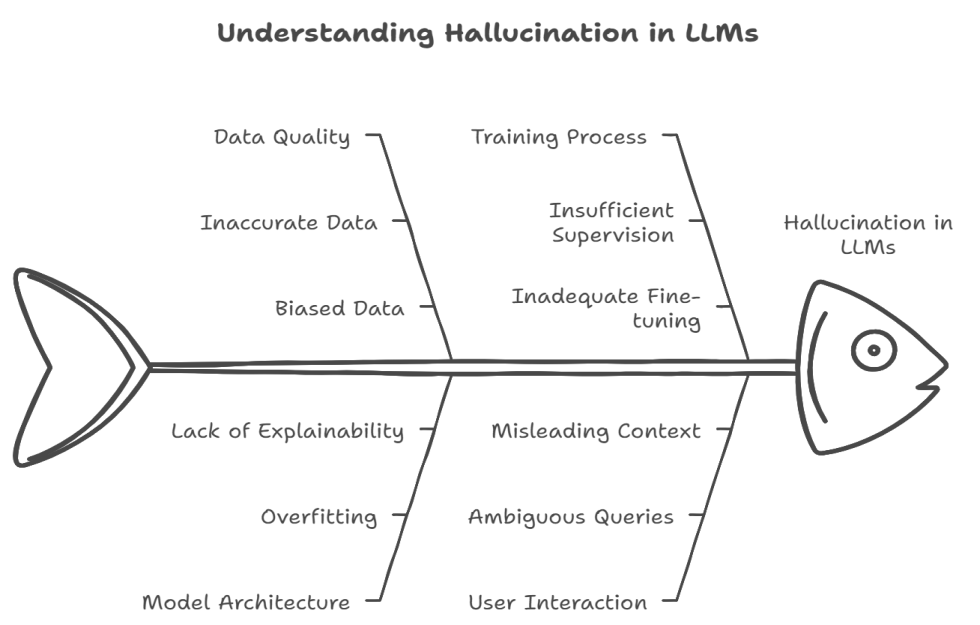 Understanding Hallucination in LLMs
Data Quality
Inaccurate Data
Biased Data
Training Process
Insufficient
Supervision
Inadequate Fine-
tuning
Hallucination in
LLMs
Lack of Explainability
Overfitting
Model Architecture
Misleading Context
Ambiguous Queries
User Interaction